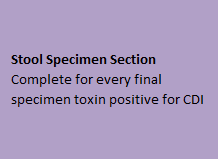 Stool Specimen Section
Complete for every final
specimen toxin positive for CDI